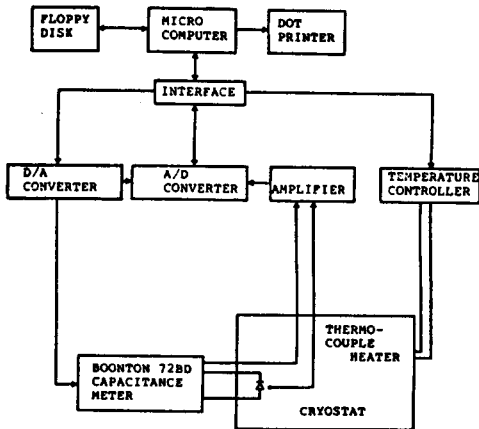 FLOPPY
DISK
MICRO
COMPUTER
DOT
PRINTER
INTERFACE
D/A
CONVERTER
A/D
CONVERTER
AMPLIFIER
TEMPERATURE
CONTROLLER
THERMO-
COUPLE
HEATER
BOONTON 72BD
CAPACITANCE
METER
CRYOSTAT